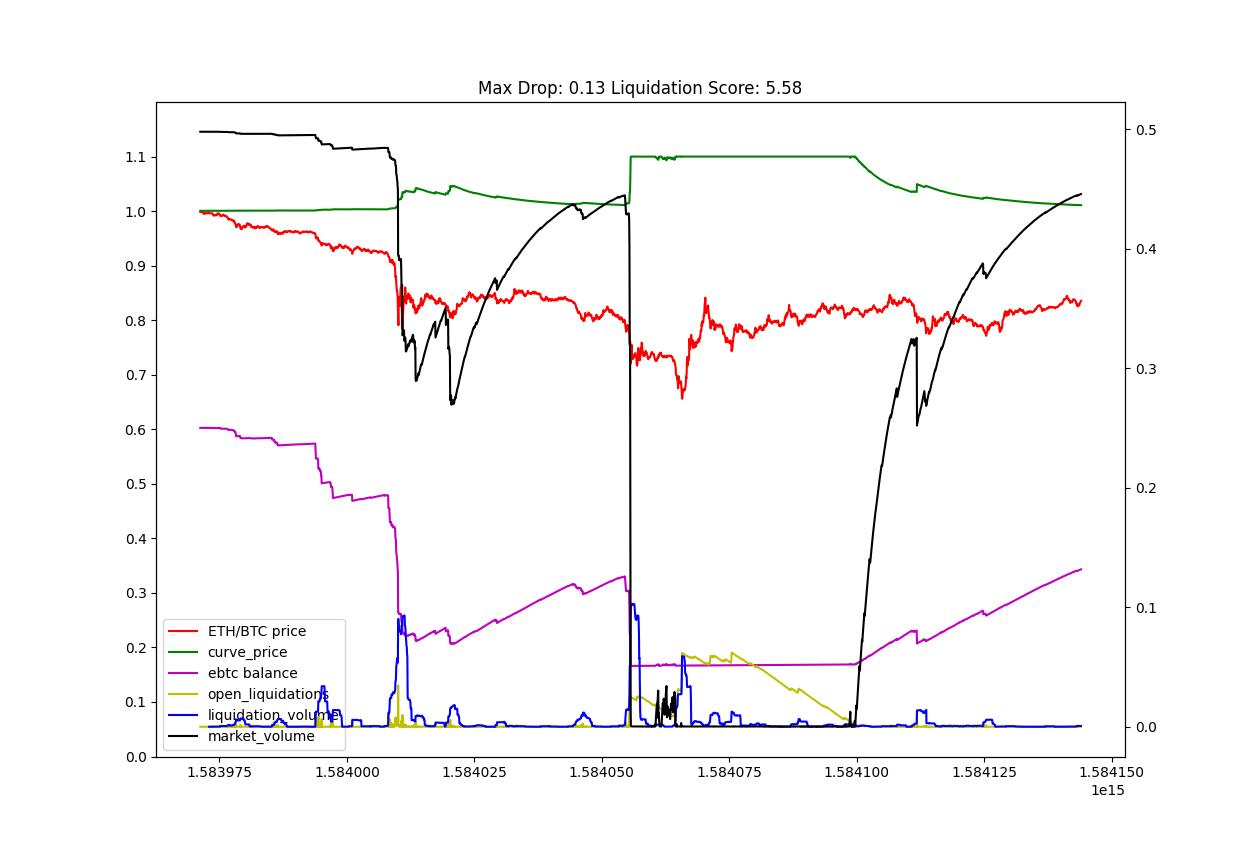 Max Drop: 0.13 Liquidation Score: 5.58
1.1
1.0
0.9
0.8
0.7
0.6
0.5
0.4
0.3
0.2
0.1
0.0
0.5
0.4
0.3
0.2
0.1
0.0
ETH/BTC price
curve_price
ebtc balance
open_liquidations
liquidation_volume
market_volume
1.583975 1.584000 1.584025 1.584050 1.584075 1.584100 1.584125 1.584150
1e15